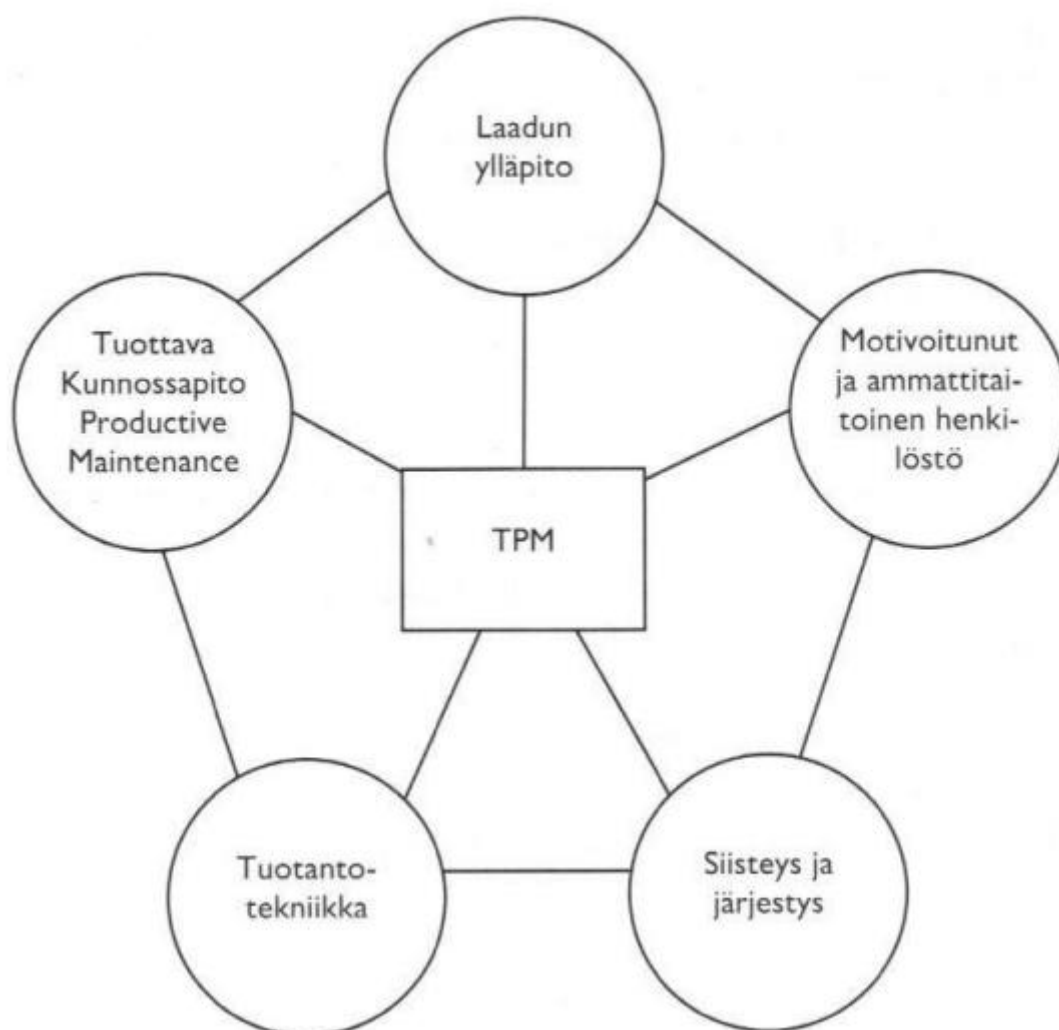 Laadun
ylläpito
Tuottava
Kunnossapito
Productive
Maintenance
Motivoitunut
ja ammattitai-
toinen henki-
löstö
TPM
Tuotanto-
tekniikka
Siisteys ja
järjestys